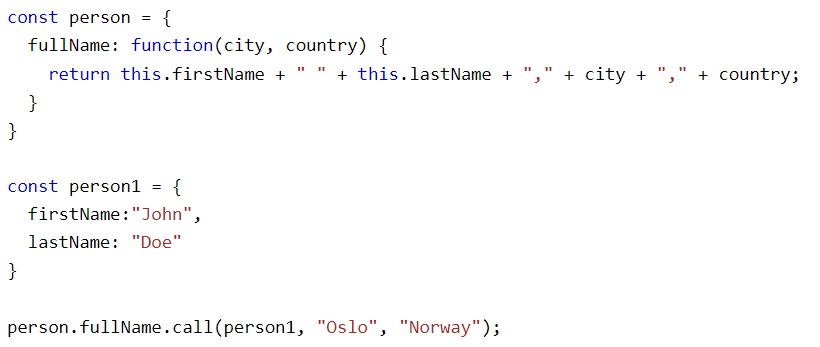 const person = {
  fullName: function(city, country) {
    return this.firstName + " " + this.lastName + "," + city + "," + country;
  }
}

const person1 = {
  firstName:"John",
  lastName: "Doe"
}

person.fullName.call(person1, "Oslo", "Norway");